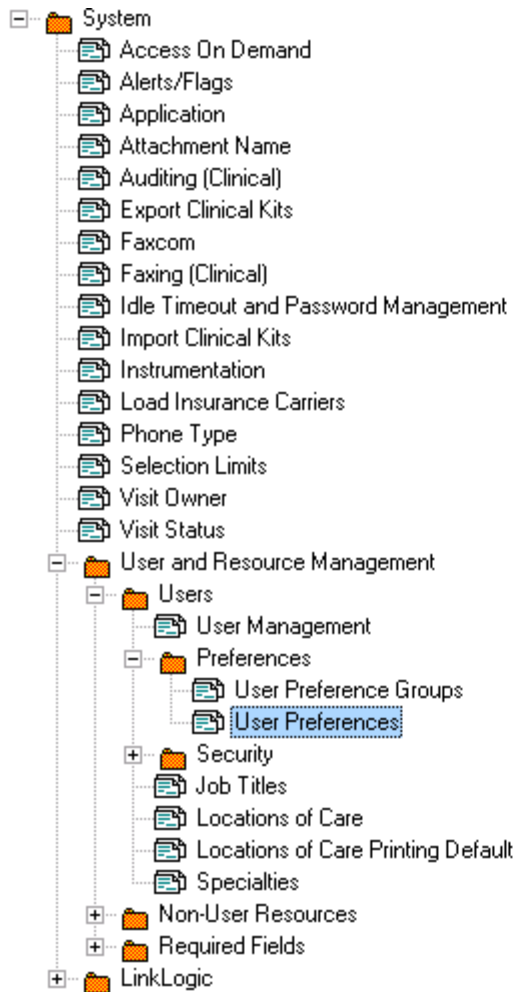 System
Access On Demand
Alerts/Flags
Application
Attachment Name
Auditing (Clinical)
Export Clinical Kits
Faxcom
Faxing (Clinical)
Idle Timeout and Password Management
Import Clinical Kits
Instrumentation
Load Insurance Carriers
Phone Type
Selection Limits
Visit Owner
Visit Status
User and Resource Management
Users
User Management
Preferences
User Preference Groups
User Preferences
Security
Job Titles
Locations of Care
Locations of Care Printing Default
Specialties
Non-User Resources
Required Fields
LinkLogic